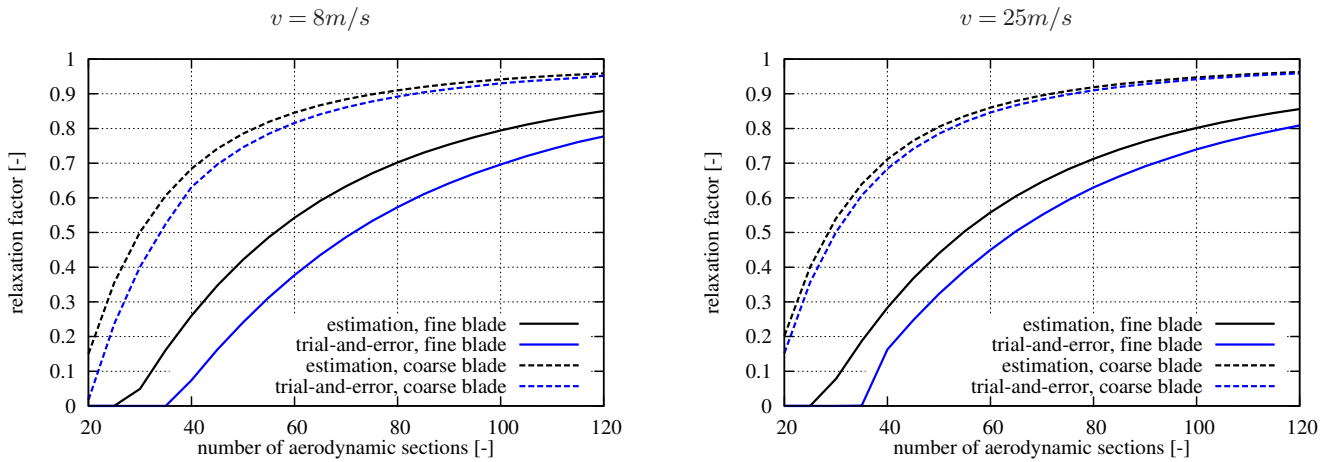 v = 8m/s
1
0.9
0.8
0.7
0.6
0.5
0.4
0.3
0.2
0.1
0
relaxation factor [-]
estimation, fine blade
trial-and-error, fine blade
estimation, coarse blade
trial-and-error, coarse blade
20 40 60 80 100 120
number of aerodynamic sections [-]
v = 25m/s
1
0.9
0.8
0.7
0.6
0.5
0.4
0.3
0.2
0.1
0
relaxation factor [-]
estimation, fine blade
trial-and-error, fine blade
estimation, coarse blade
trial-and-error, coarse blade
20 40 60 80 100 120
number of aerodynamic sections [-]